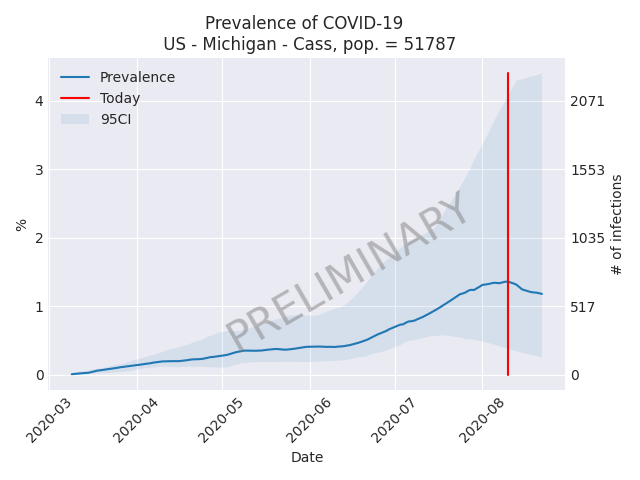 Prevalence of COVID-19
US - Michigan - Cass, pop. = 51787
Prevalence
Today
95CI
PRELIMINARY
%
4
3
2
1
0
# of infections
2071
1553
1035
517
0
2020-03
2020-04
2020-05
2020-06
2020-07
2020-08
Date